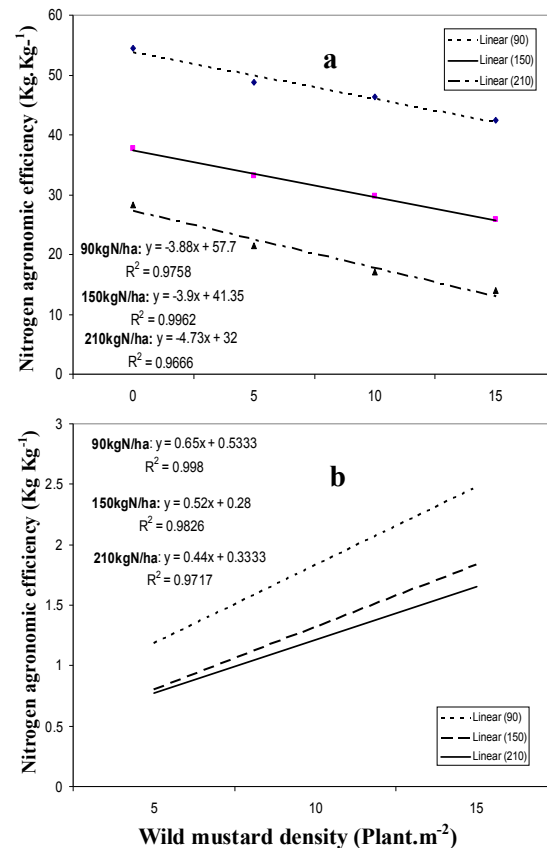 60
50
40
30
20
10
0
Nitrogen agronomic efficiency (Kg.Kg-¹)
a
Linear (90)
Linear (150)
Linear (210)
90kgN/ha: y = -3.88x + 57.7
R² = 0.9758
150kgN/ha: y = -3.9x + 41.35
R² = 0.9962
210kgN/ha: y = -4.73x + 32
R² = 0.9666
0 5 10 15
3
2.5
2
1.5
1
0.5
0
Nitrogen agronomic efficiency (Kg Kg⁻¹)
90kgN/ha: y = 0.65x + 0.5333
R² = 0.998
b
150kgN/ha: y = 0.52x + 0.28
R² = 0.9826
210kgN/ha: y = 0.44x + 0.3333
R² = 0.9717
Linear (90)
Linear (150)
Linear (210)
5 10 15
Wild mustard density (Plant.m⁻²)